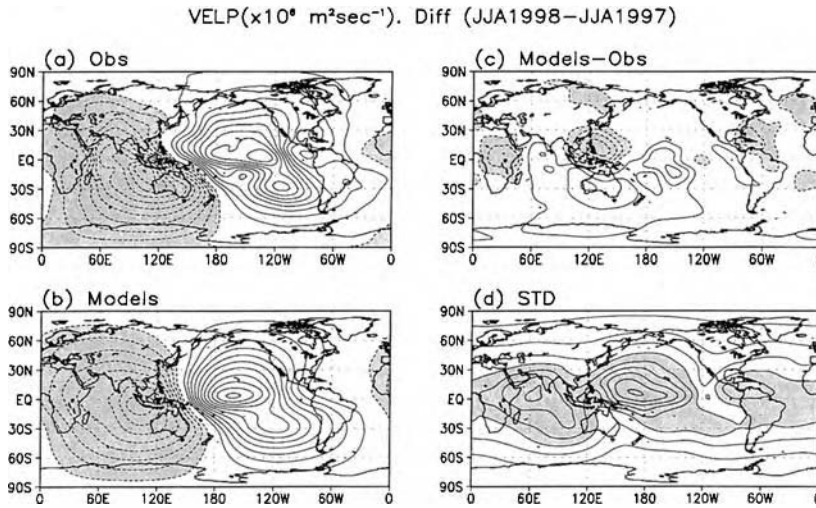 VELP(x10⁶ m²sec⁻¹). Diff (JJA1998−JJA1997)
(a) Obs
90N
60N
30N
EQ
30S
60S
90S
0 60E 120E 180 120W 60W 0
(c) Models−Obs
90N
60N
30N
EQ
30S
60S
90S
0 60E 120E 180 120W 60W 0
(b) Models
90N
60N
30N
EQ
30S
60S
90S
0 60E 120E 180 120W 60W 0
(d) STD
90N
60N
30N
EQ
30S
60S
90S
0 60E 120E 180 120W 60W 0